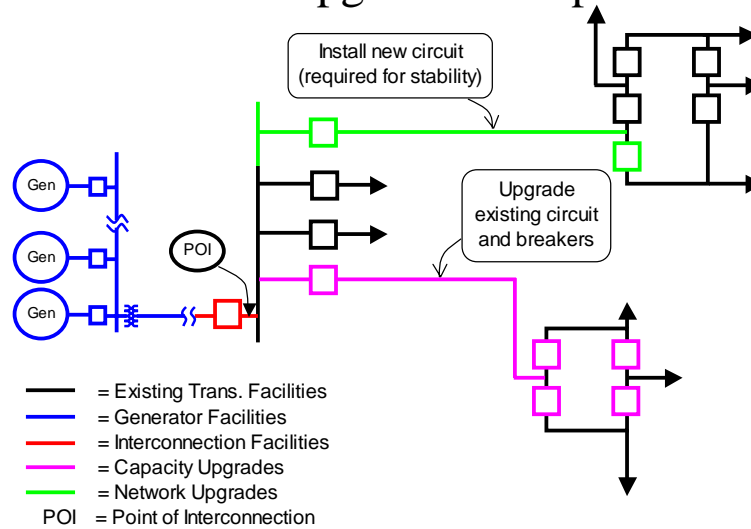 Install new circuit
(required for stability)
Upgrade
existing circuit
and breakers
Gen
POI
Gen
Gen
= Existing Trans. Facilities
= Generator Facilities
= Interconnection Facilities
= Capacity Upgrades
= Network Upgrades
POI = Point of Interconnection